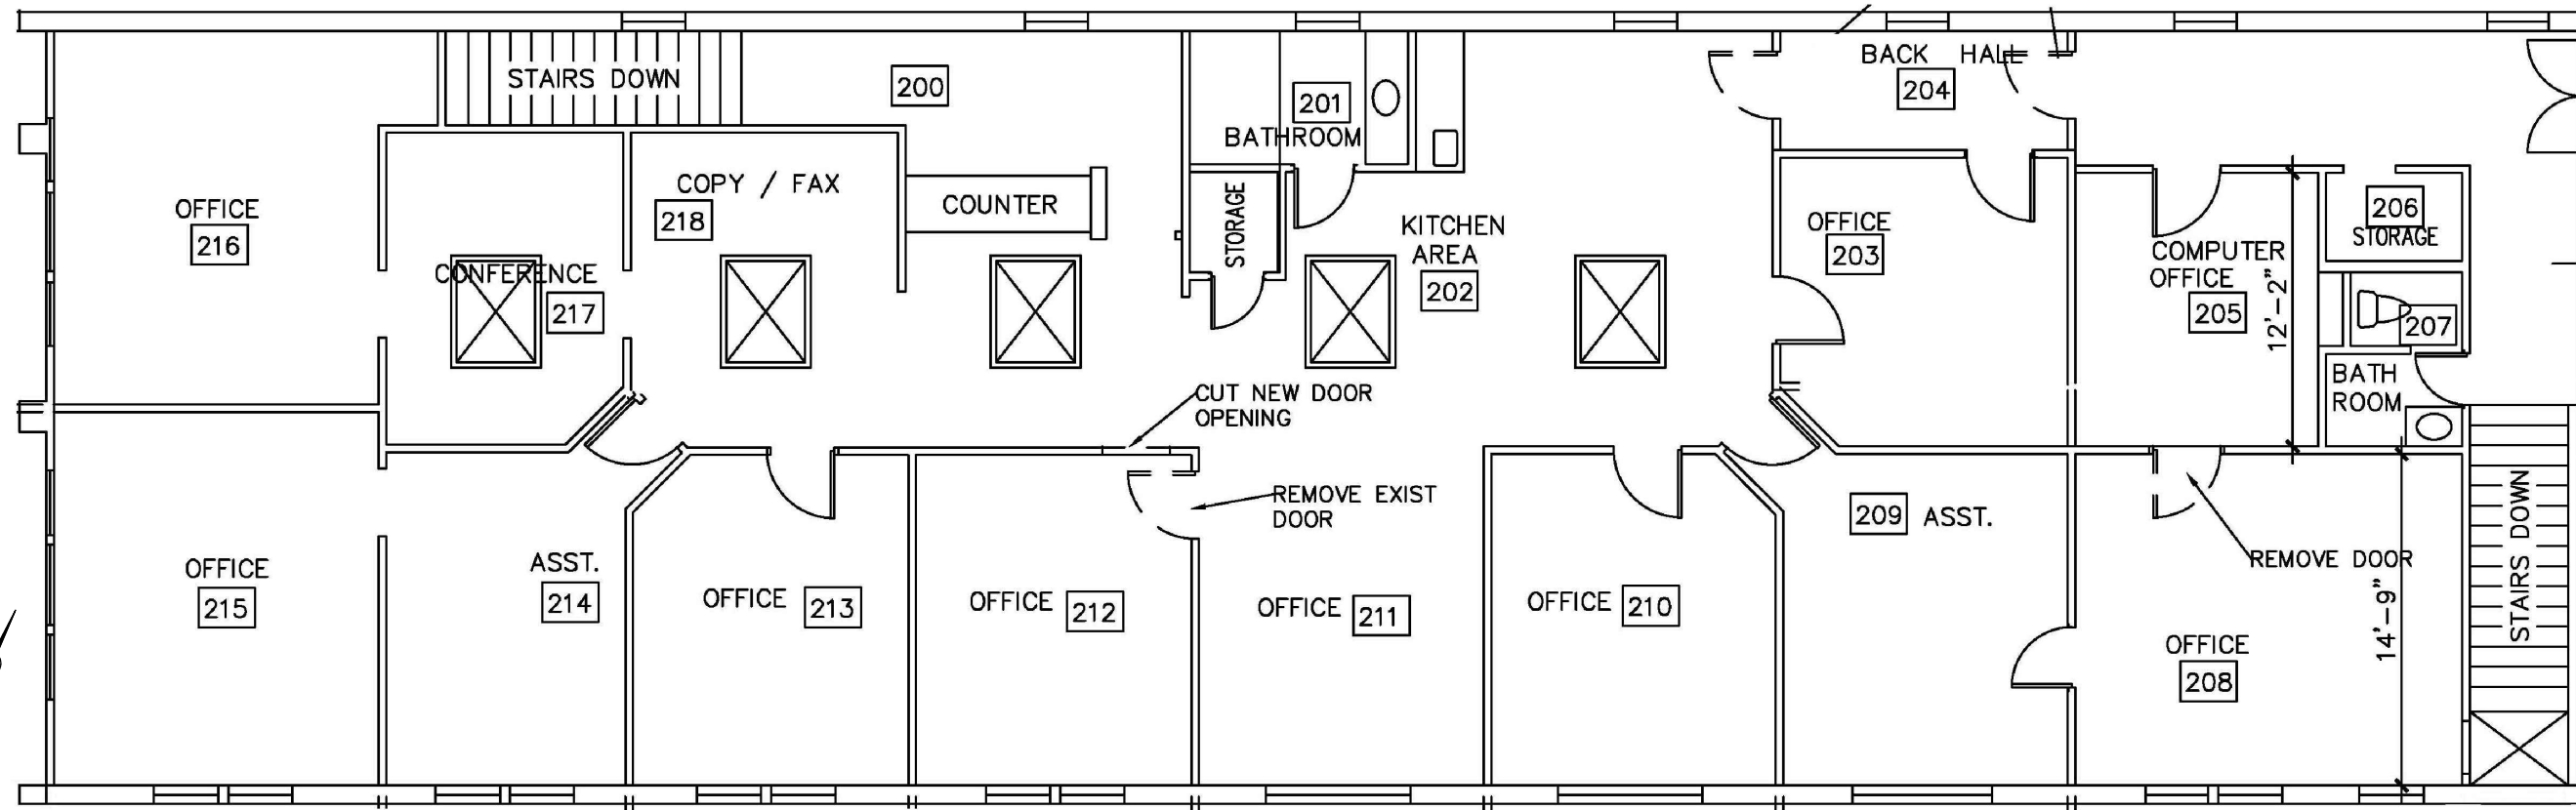 STAIRS DOWN
200
201
BATHROOM
BACK HALL
204
OFFICE
216
COPY / FAX
218
COUNTER
STORAGE
KITCHEN
AREA
202
OFFICE
203
COMPUTER
OFFICE
205
12'-2"
206
STORAGE
207
BATH
ROOM
CONFERENCE
217
CUT NEW DOOR
OPENING
REMOVE EXIST
DOOR
OFFICE
215
ASST.
214
OFFICE 213
OFFICE 212
OFFICE 211
OFFICE 210
209 ASST.
REMOVE DOOR
OFFICE
208
14'-9"
STAIRS DOWN